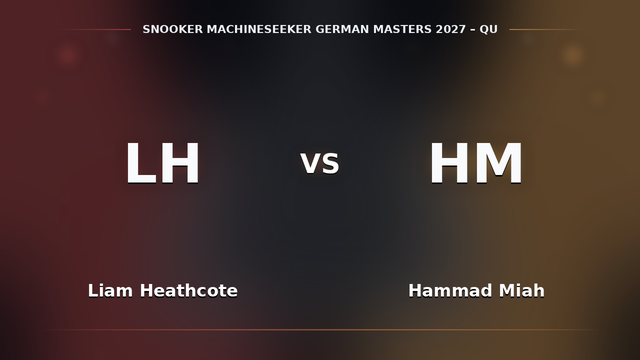 SNOOKER MACHINESEEKER GERMAN MASTERS 2027 – QU
LH VS HM
Liam Heathcote Hammad Miah